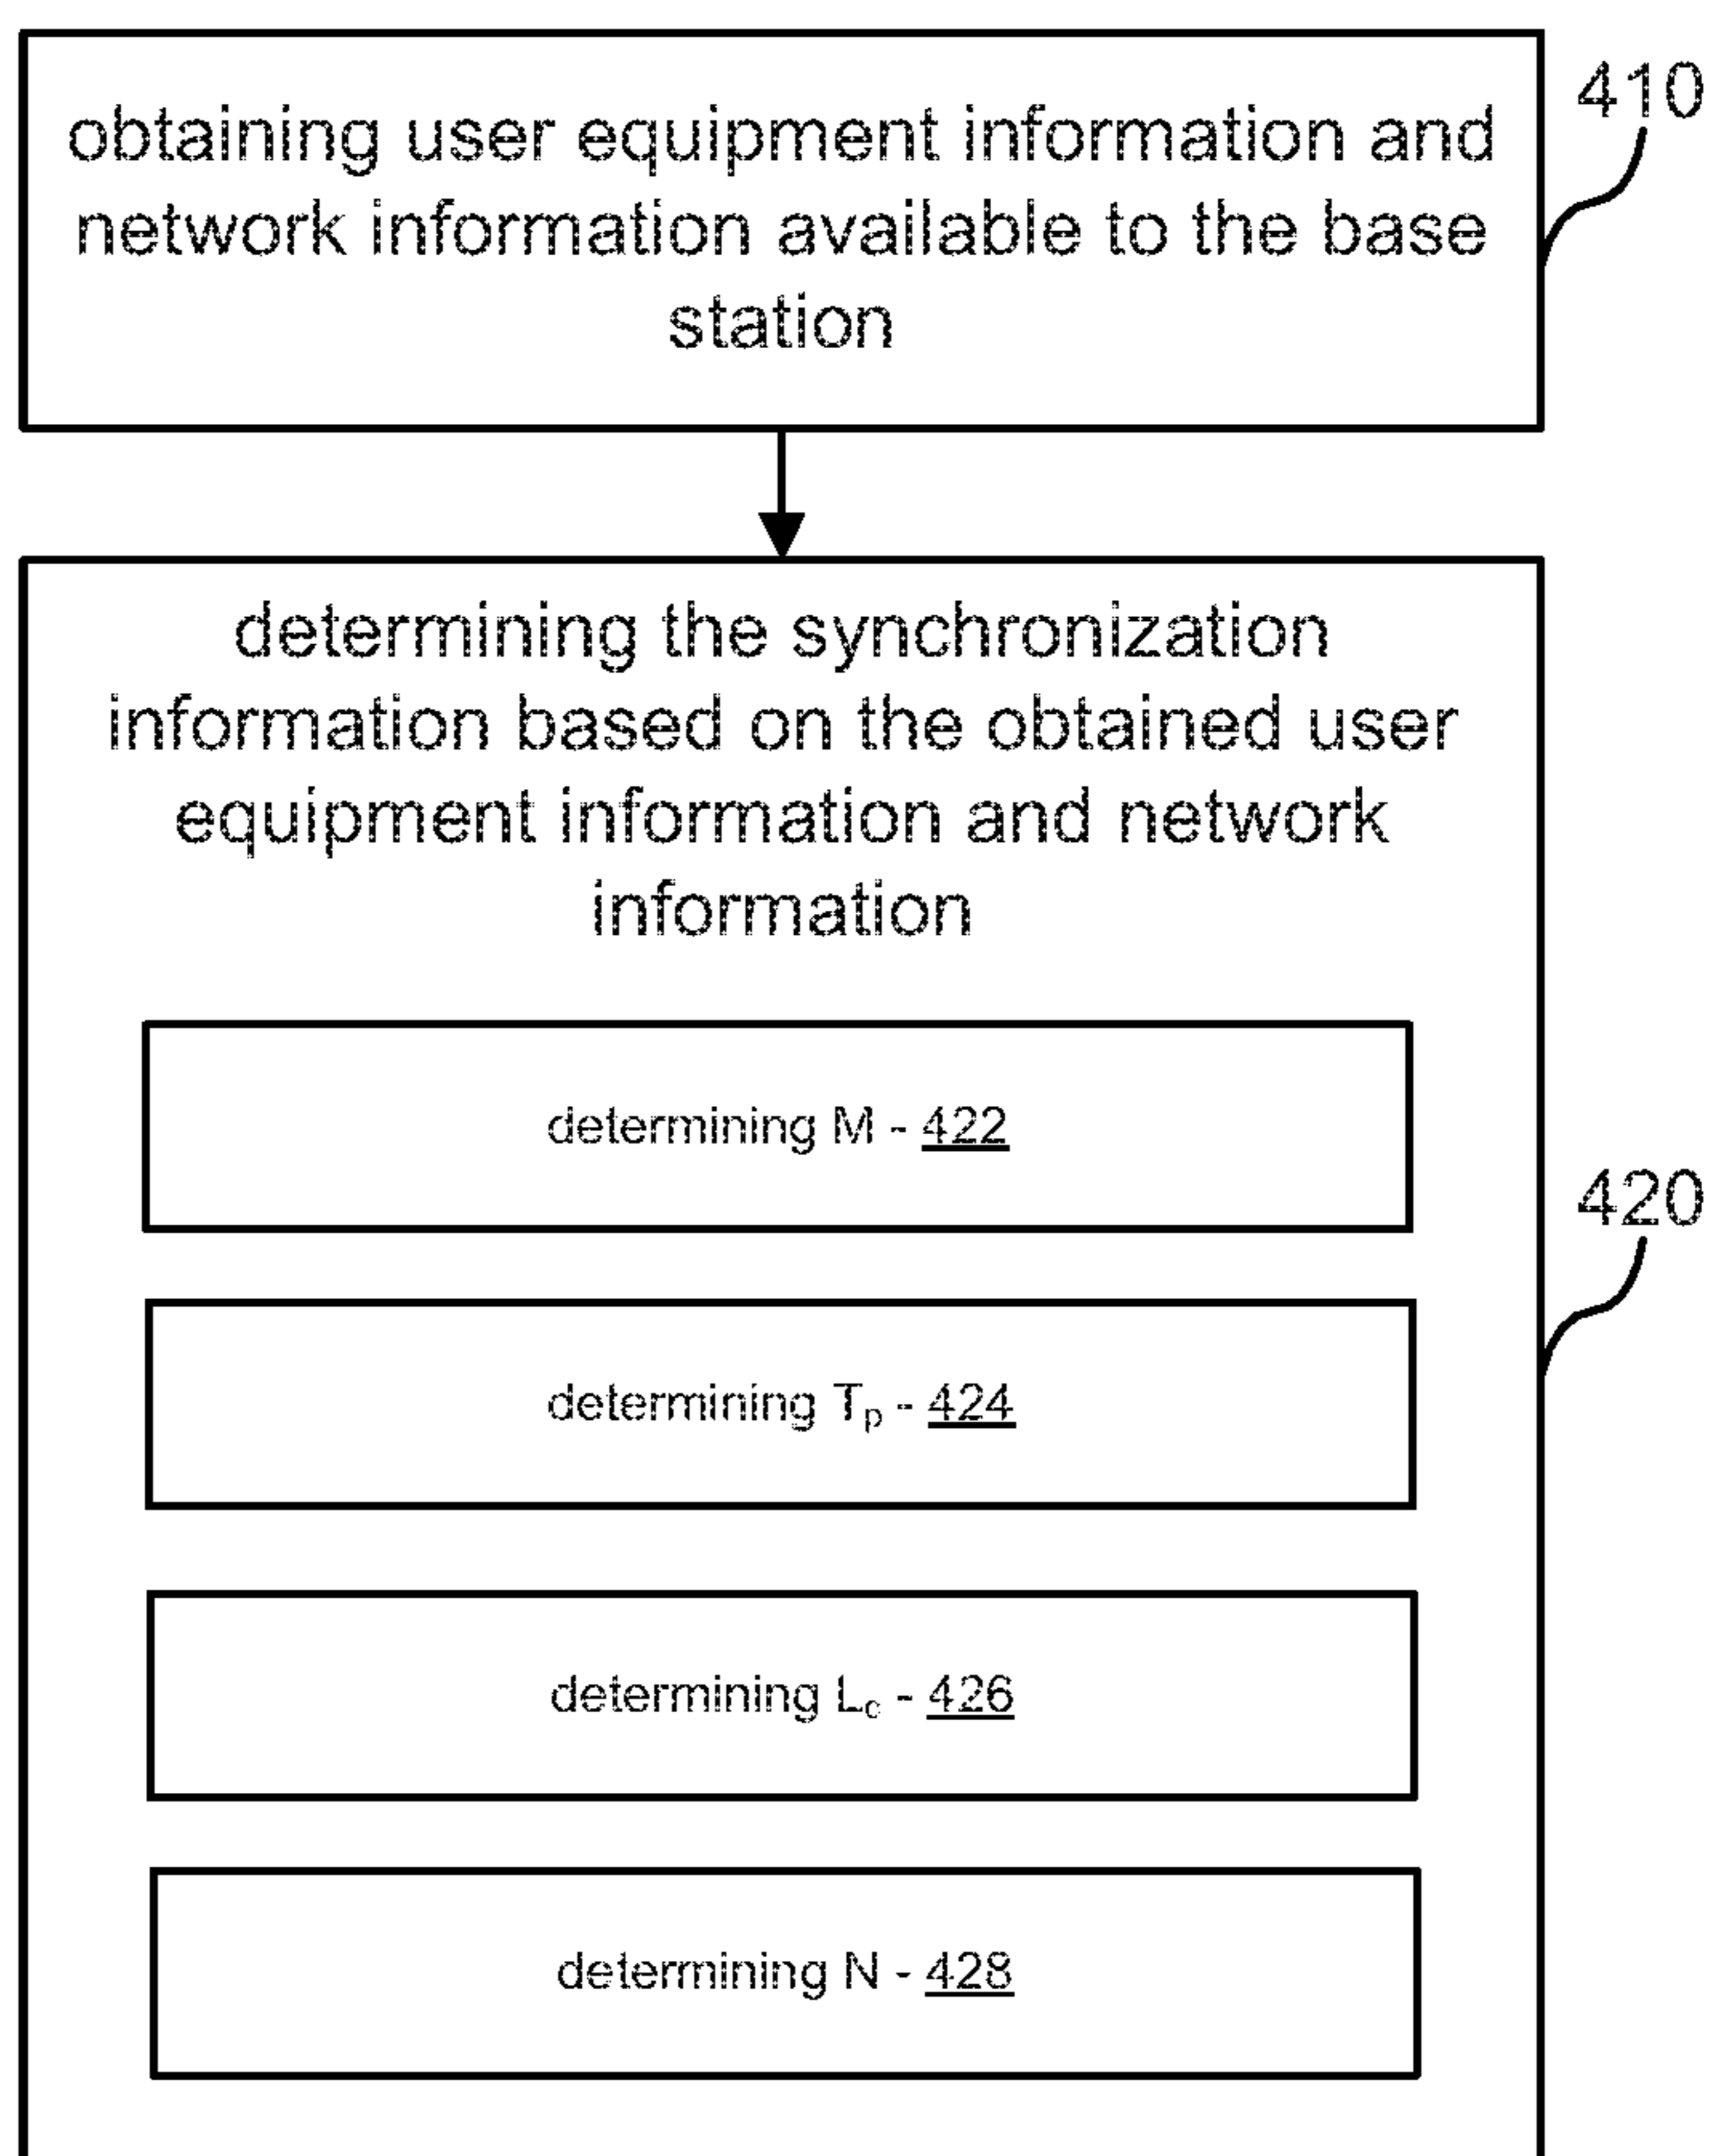 obtaining user equipment information and
network information available to the base
station
410
determining the synchronization
information based on the obtained user
equipment information and network
information
determining M - 422
420
determining Tp - 424
determining Lc - 426
determining N - 428